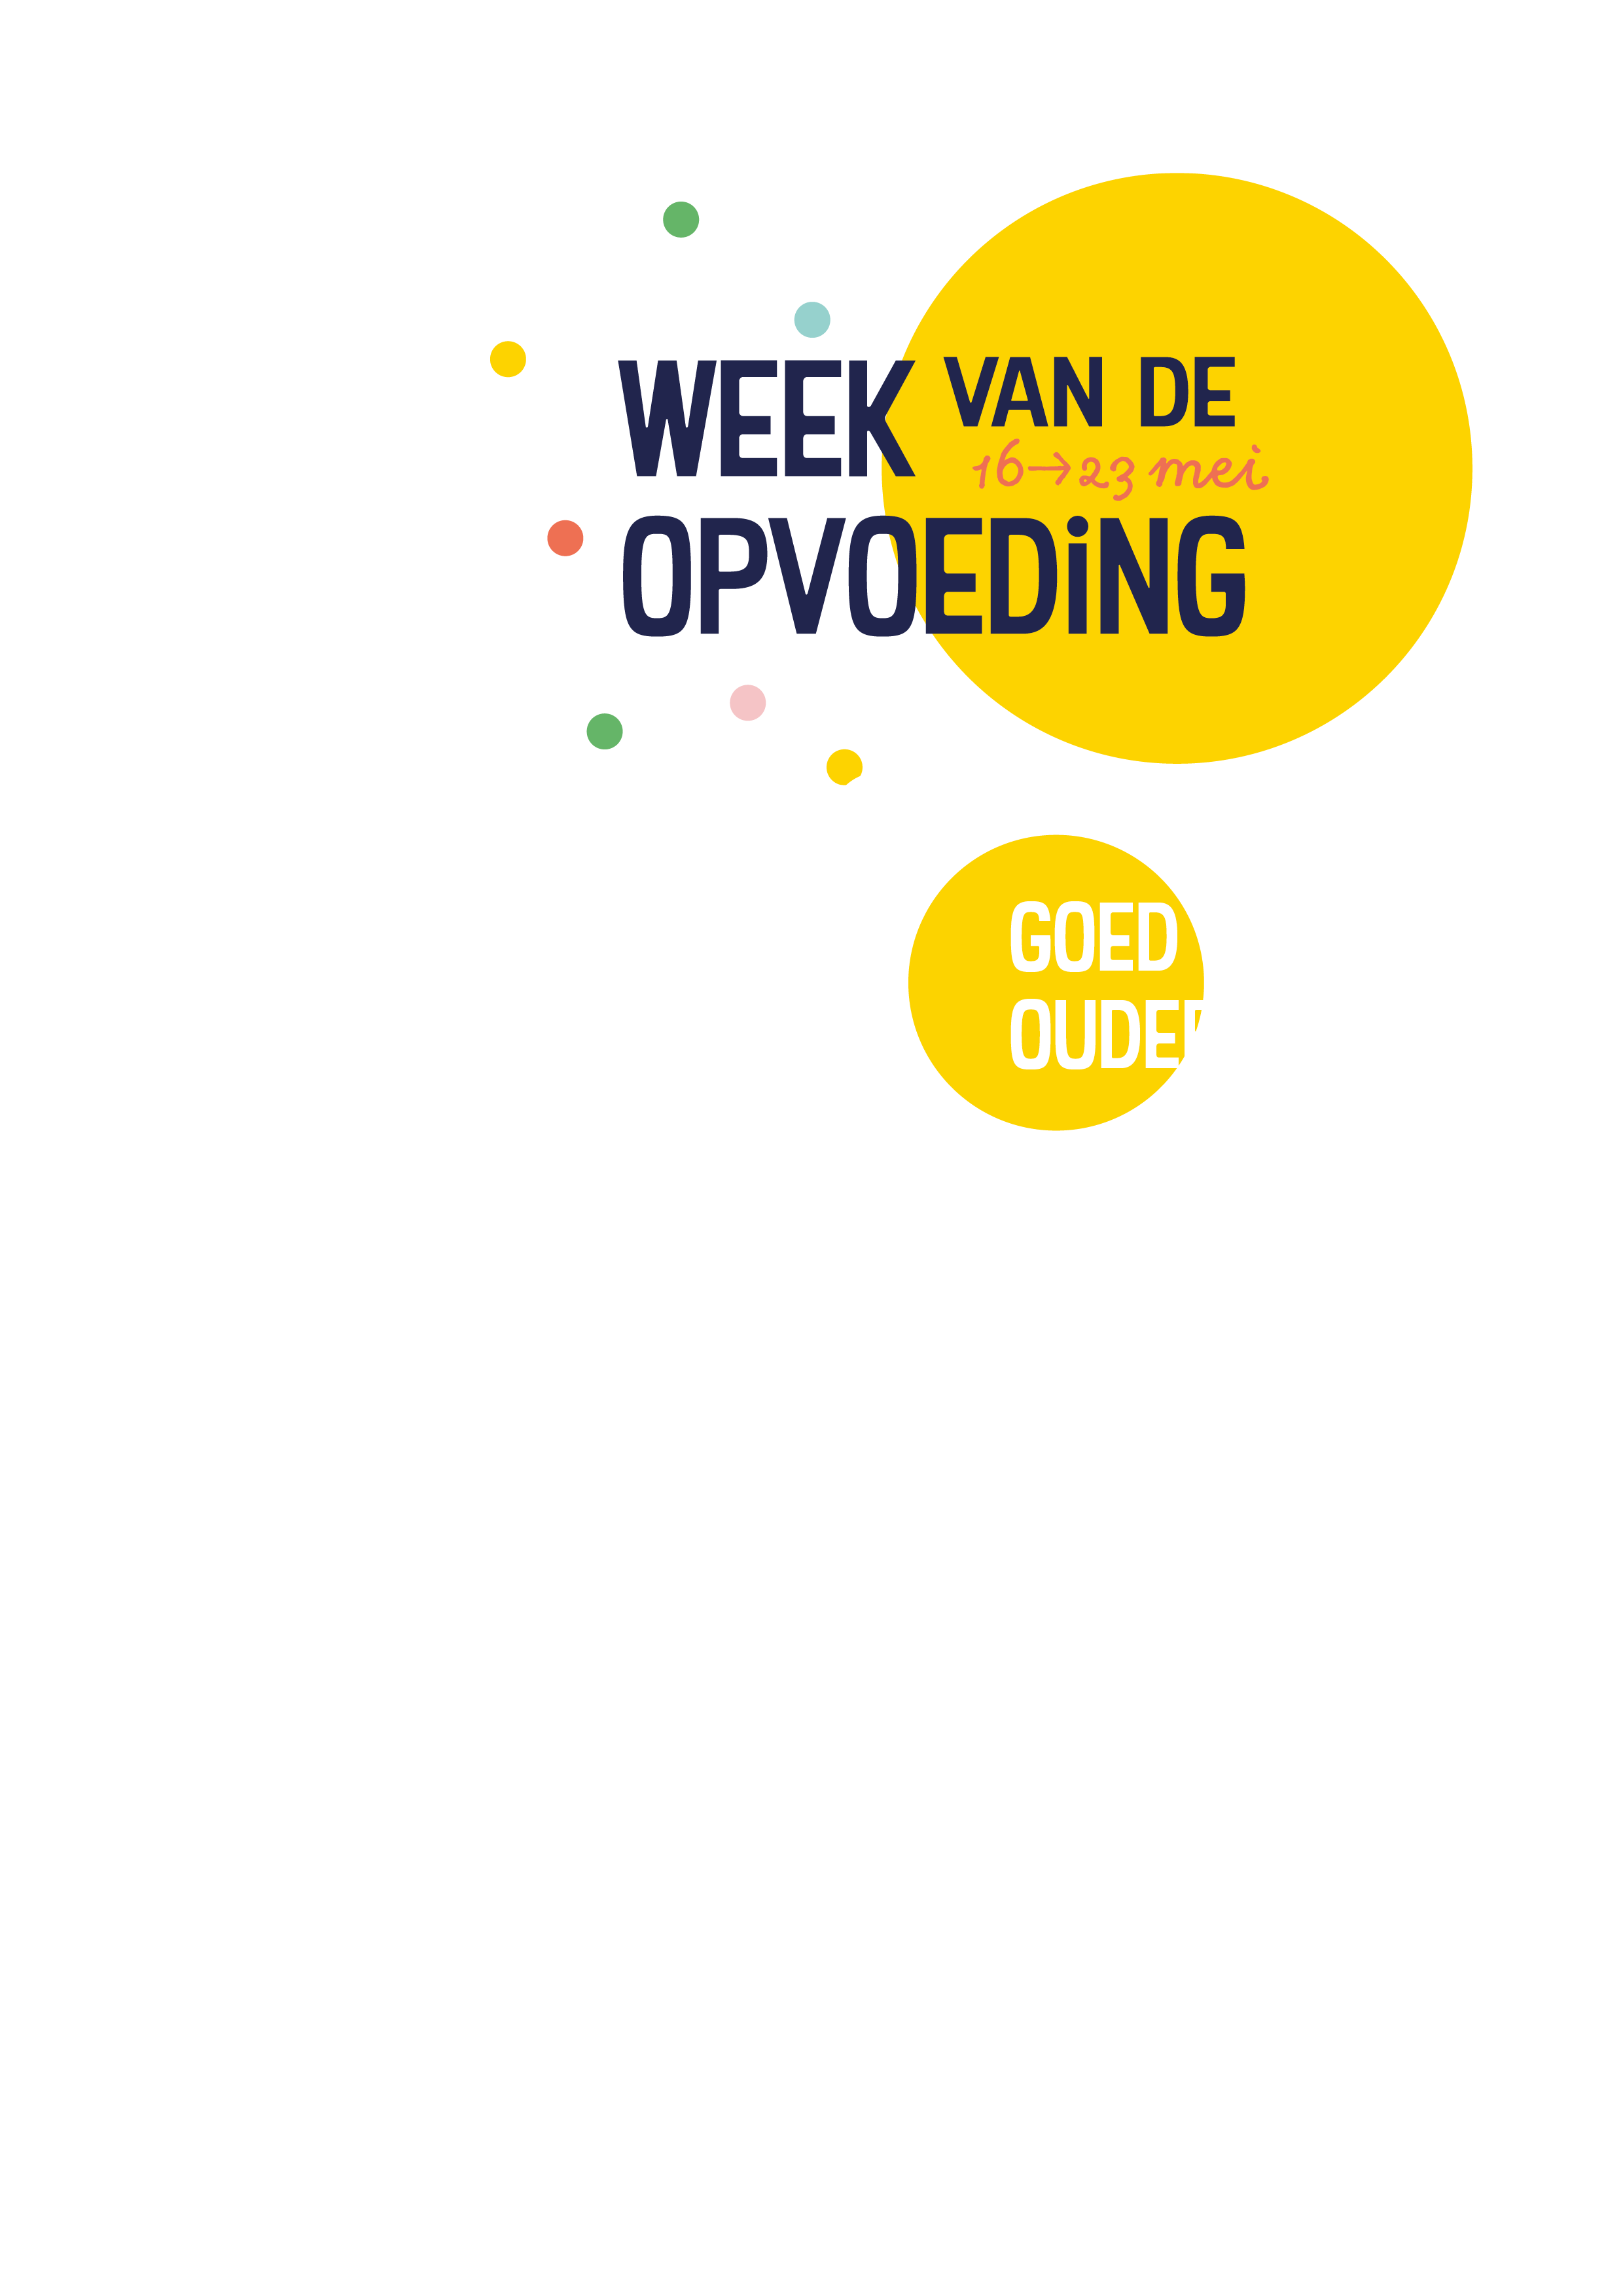 WEEK VAN DE
16→23 mei
OPVOEDiNG
GOED